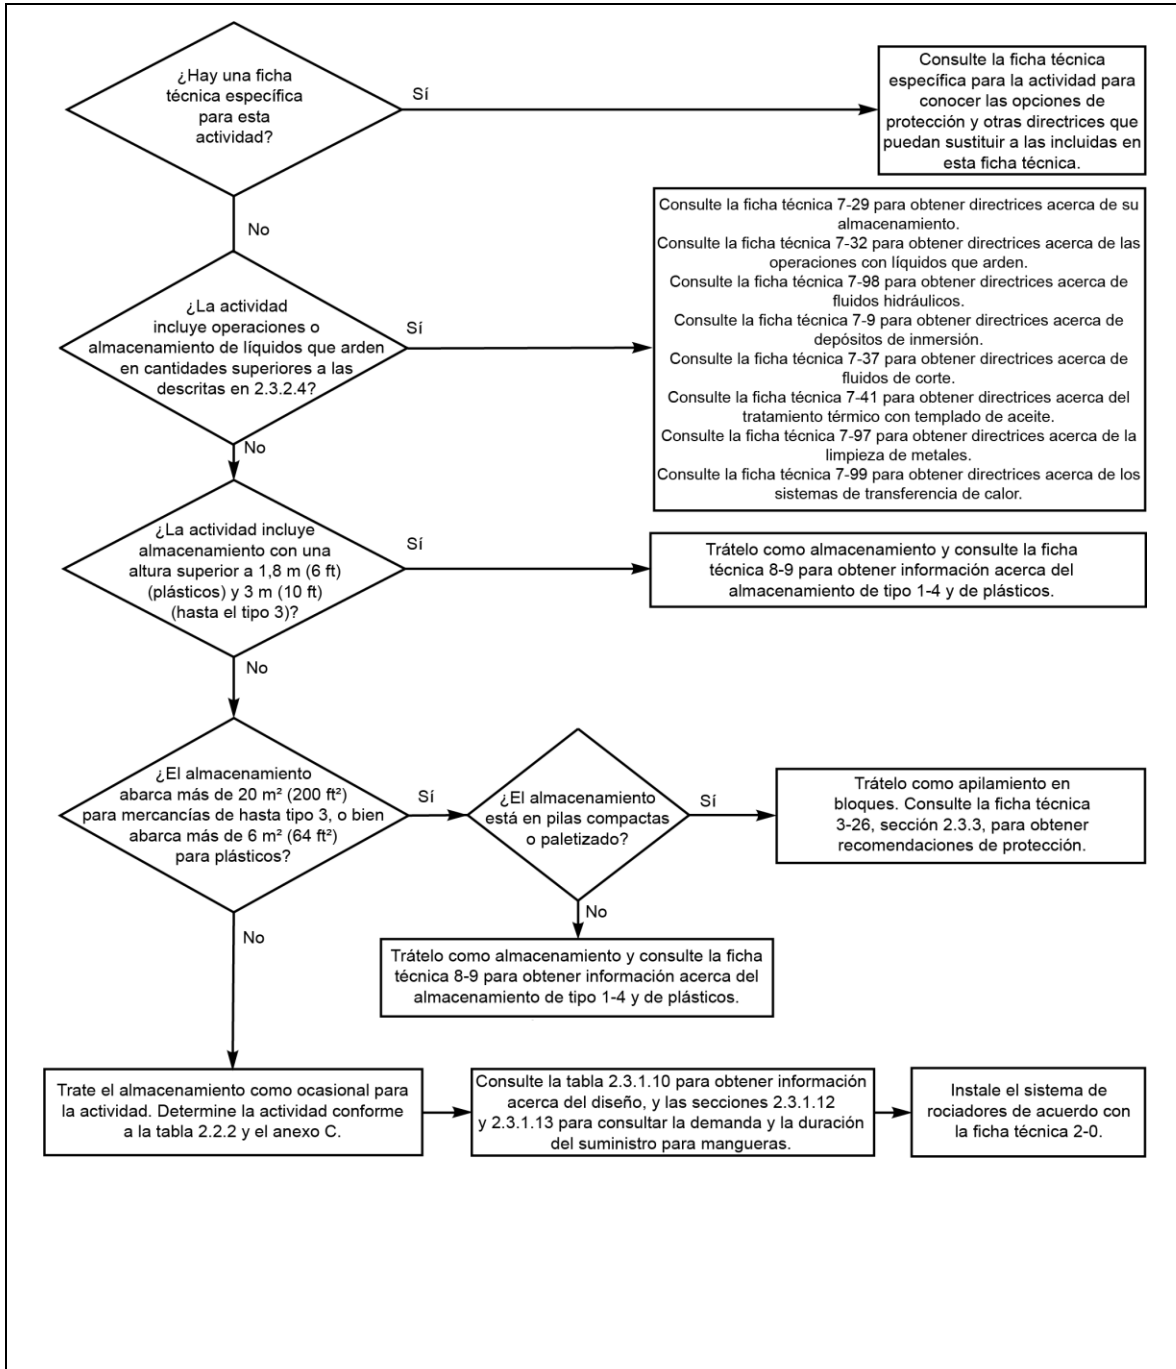 ¿Hay una ficha
técnica específica
para esta
actividad?
Sí
Consulte la ficha técnica
específica para la actividad para
conocer las opciones de
protección y otras directrices que
puedan sustituir a las incluidas en
esta ficha técnica.
No
¿La actividad
incluye operaciones o
almacenamiento de líquidos que arden
en cantidades superiores a las
descritas en 2.3.2.4?
Sí
Consulte la ficha técnica 7-29 para obtener directrices acerca de su
almacenamiento.
Consulte la ficha técnica 7-32 para obtener directrices acerca de las
operaciones con líquidos que arden.
Consulte la ficha técnica 7-98 para obtener directrices acerca de
fluidos hidráulicos.
Consulte la ficha técnica 7-9 para obtener directrices acerca de
depósitos de inmersión.
Consulte la ficha técnica 7-37 para obtener directrices acerca de
fluidos de corte.
Consulte la ficha técnica 7-41 para obtener directrices acerca del
tratamiento térmico con templado de aceite.
Consulte la ficha técnica 7-97 para obtener directrices acerca de la
limpieza de metales.
Consulte la ficha técnica 7-99 para obtener directrices acerca de los
sistemas de transferencia de calor.
No
¿La actividad incluye
almacenamiento con una
altura superior a 1,8 m (6 ft)
(plásticos) y 3 m (10 ft)
(hasta el tipo 3)?
Sí
Trátelo como almacenamiento y consulte la ficha
técnica 8-9 para obtener información acerca del
almacenamiento de tipo 1-4 y de plásticos.
No
¿El almacenamiento
abarca más de 20 m² (200 ft²)
para mercancías de hasta tipo 3, o bien
abarca más de 6 m² (64 ft²)
para plásticos?
Sí
¿El almacenamiento
está en pilas compactas
o paletizado?
Sí
Trátelo como apilamiento en
bloques. Consulte la ficha técnica
3-26, sección 2.3.3, para obtener
recomendaciones de protección.
No
Trátelo como almacenamiento y consulte la ficha
técnica 8-9 para obtener información acerca del
almacenamiento de tipo 1-4 y de plásticos.
No
Trate el almacenamiento como ocasional para
la actividad. Determine la actividad conforme
a la tabla 2.2.2 y el anexo C.
Consulte la tabla 2.3.1.10 para obtener información
acerca del diseño, y las secciones 2.3.1.12
y 2.3.1.13 para consultar la demanda y la duración
del suministro para mangueras.
Instale el sistema de
rociadores de acuerdo con
la ficha técnica 2-0.